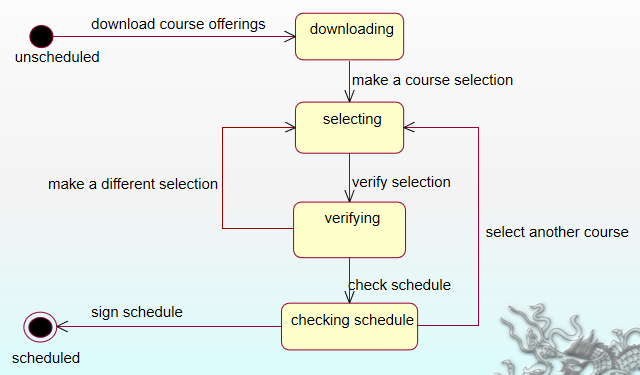 download course offerings
downloading
unscheduled
make a course selection
selecting
make a different selection
verify selection
verifying
select another course
check schedule
sign schedule
checking schedule
scheduled